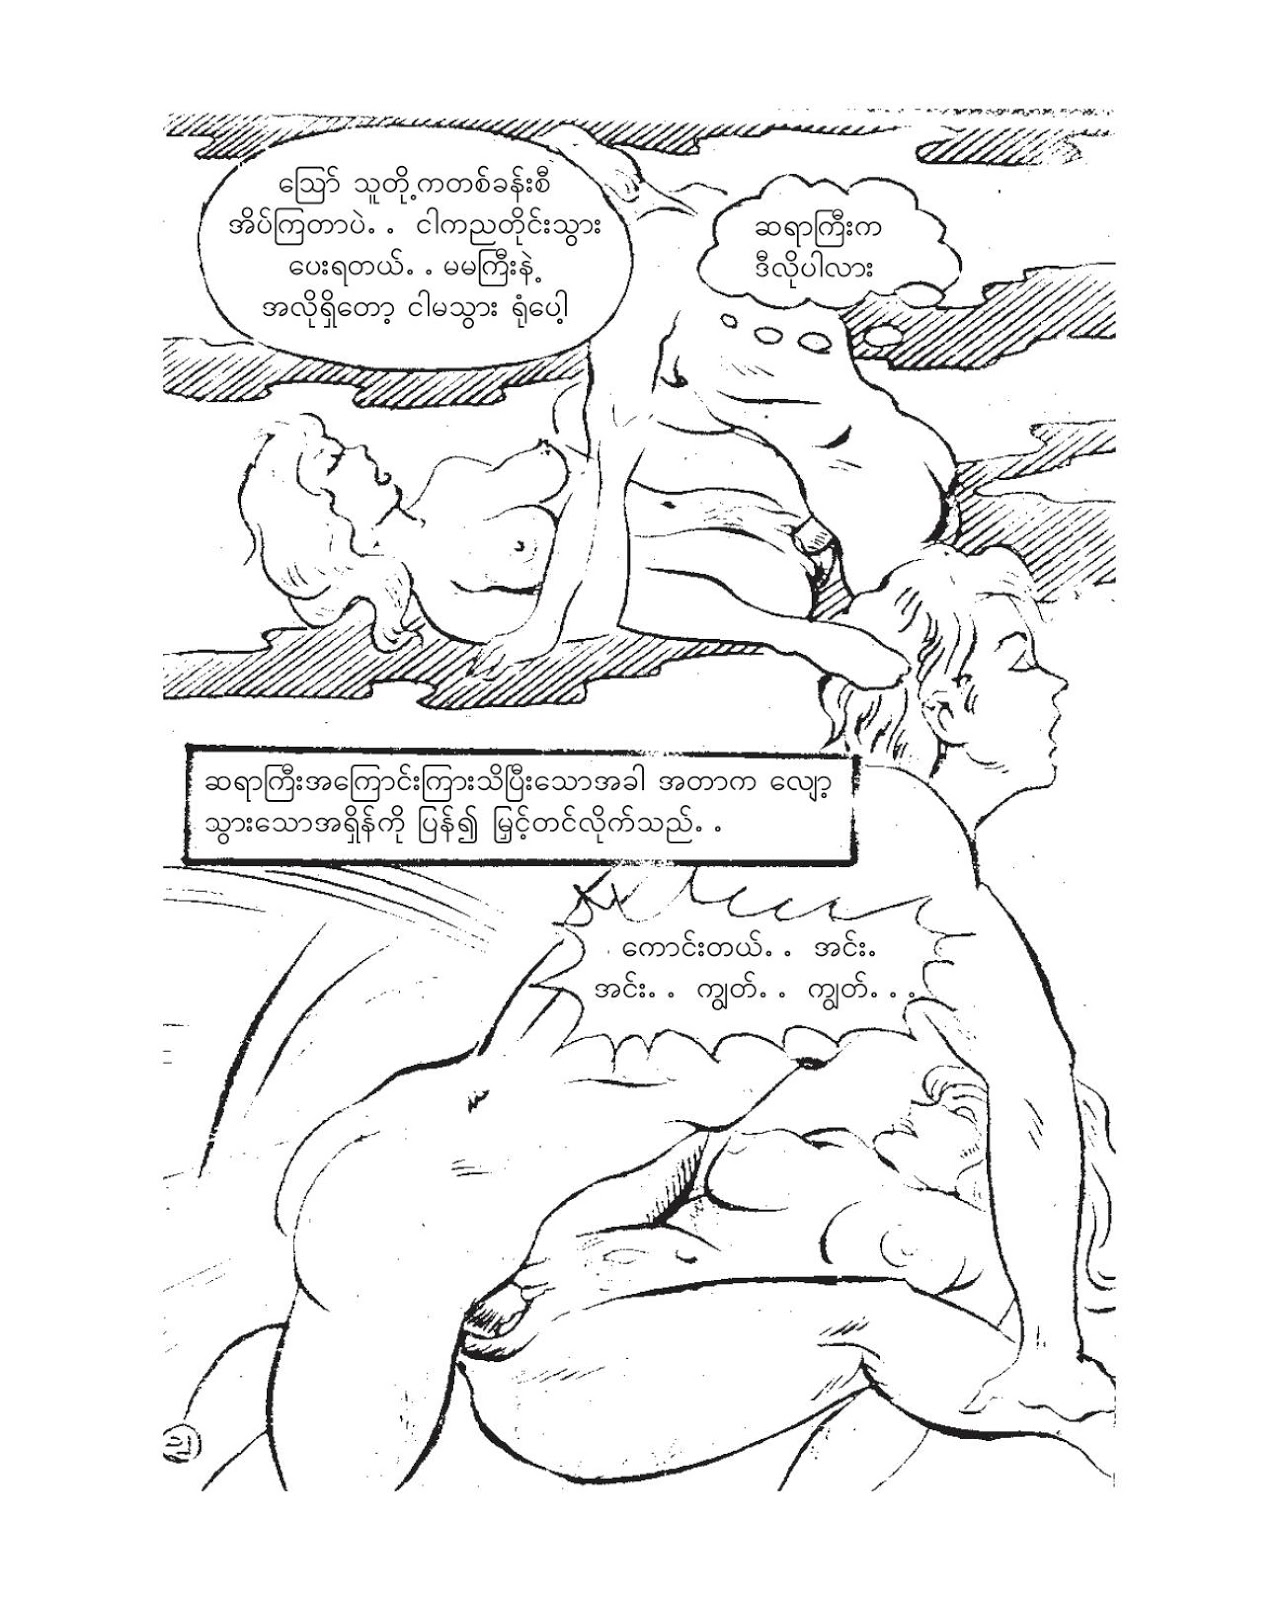 သြော် သူတို့ကတစ်ခန်းစီ
အိပ်ကြတာပဲ. . ငါကညတိုင်းသွား
ပေးရတယ်. . မမကြီးနဲ့
အလိုရှိတော့ ငါမသွား ရုံပေါ့
ဆရာကြီးက
ဒီလိုပါလား
ဆရာကြီးအကြောင်းကြားသိပြီးသောအခါ အတာက လျော့
သွားသောအရှိန်ကို ပြန်၍ မြှင့်တင်လိုက်သည်. .
ကောင်းတယ်. . အင်း.
အင်း. . ကျွတ်. . ကျွတ်. . .